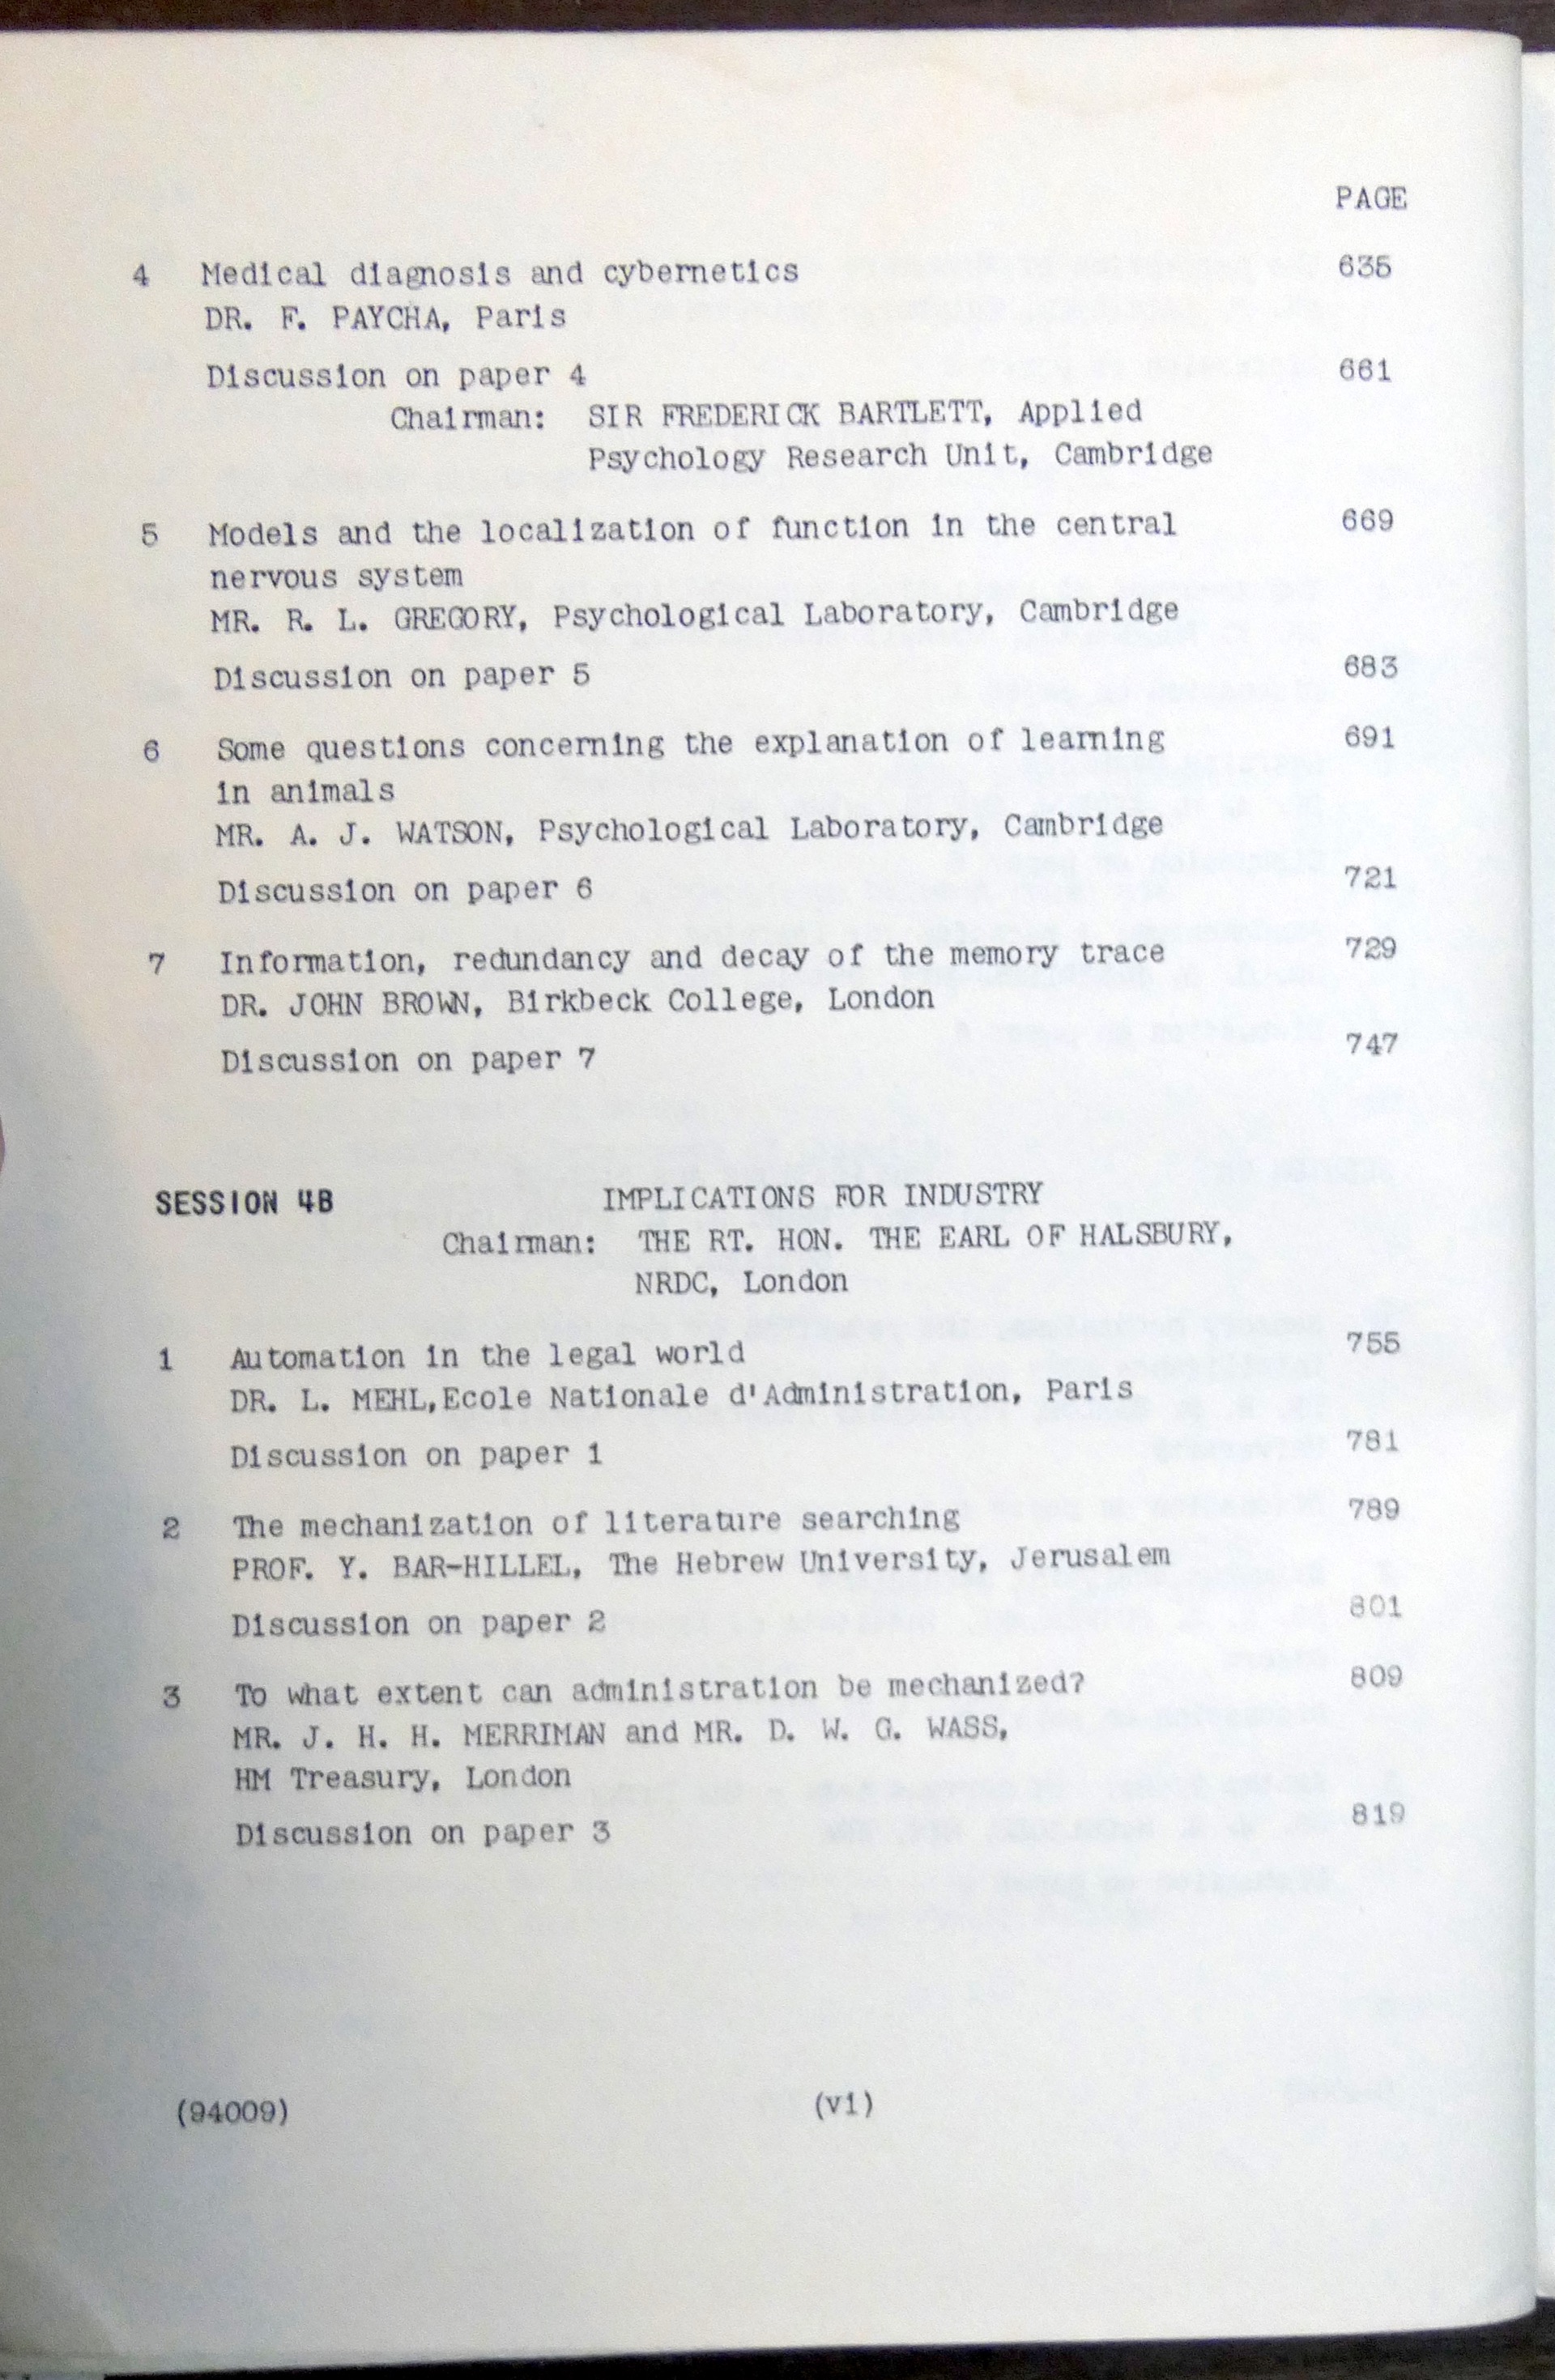 PAGE
4 Medical diagnosis and cybernetics 635
DR. F. PAYCHA, Paris
Discussion on paper 4 661
Chairman: SIR FREDERICK BARTLETT, Applied
Psychology Research Unit, Cambridge
5 Models and the localization of function in the central 669
nervous system
MR. R. L. GREGORY, Psychological Laboratory, Cambridge
Discussion on paper 5 683
6 Some questions concerning the explanation of learning 691
in animals
MR. A. J. WATSON, Psychological Laboratory, Cambridge
Discussion on paper 6 721
7 Information, redundancy and decay of the memory trace 729
DR. JOHN BROWN, Birkbeck College, London
Discussion on paper 7 747
SESSION 4B IMPLICATIONS FOR INDUSTRY
Chairman: THE RT. HON. THE EARL OF HALSBURY,
NRDC, London
1 Automation in the legal world 755
DR. L. MEHL, Ecole Nationale d'Administration, Paris
Discussion on paper 1 781
2 The mechanization of literature searching 789
PROF. Y. BAR-HILLEL, The Hebrew University, Jerusalem
Discussion on paper 2 801
3 To what extent can administration be mechanized? 809
MR. J. H. H. MERRIMAN and MR. D. W. G. WASS,
HM Treasury, London
Discussion on paper 3 819
(94009) (vi)